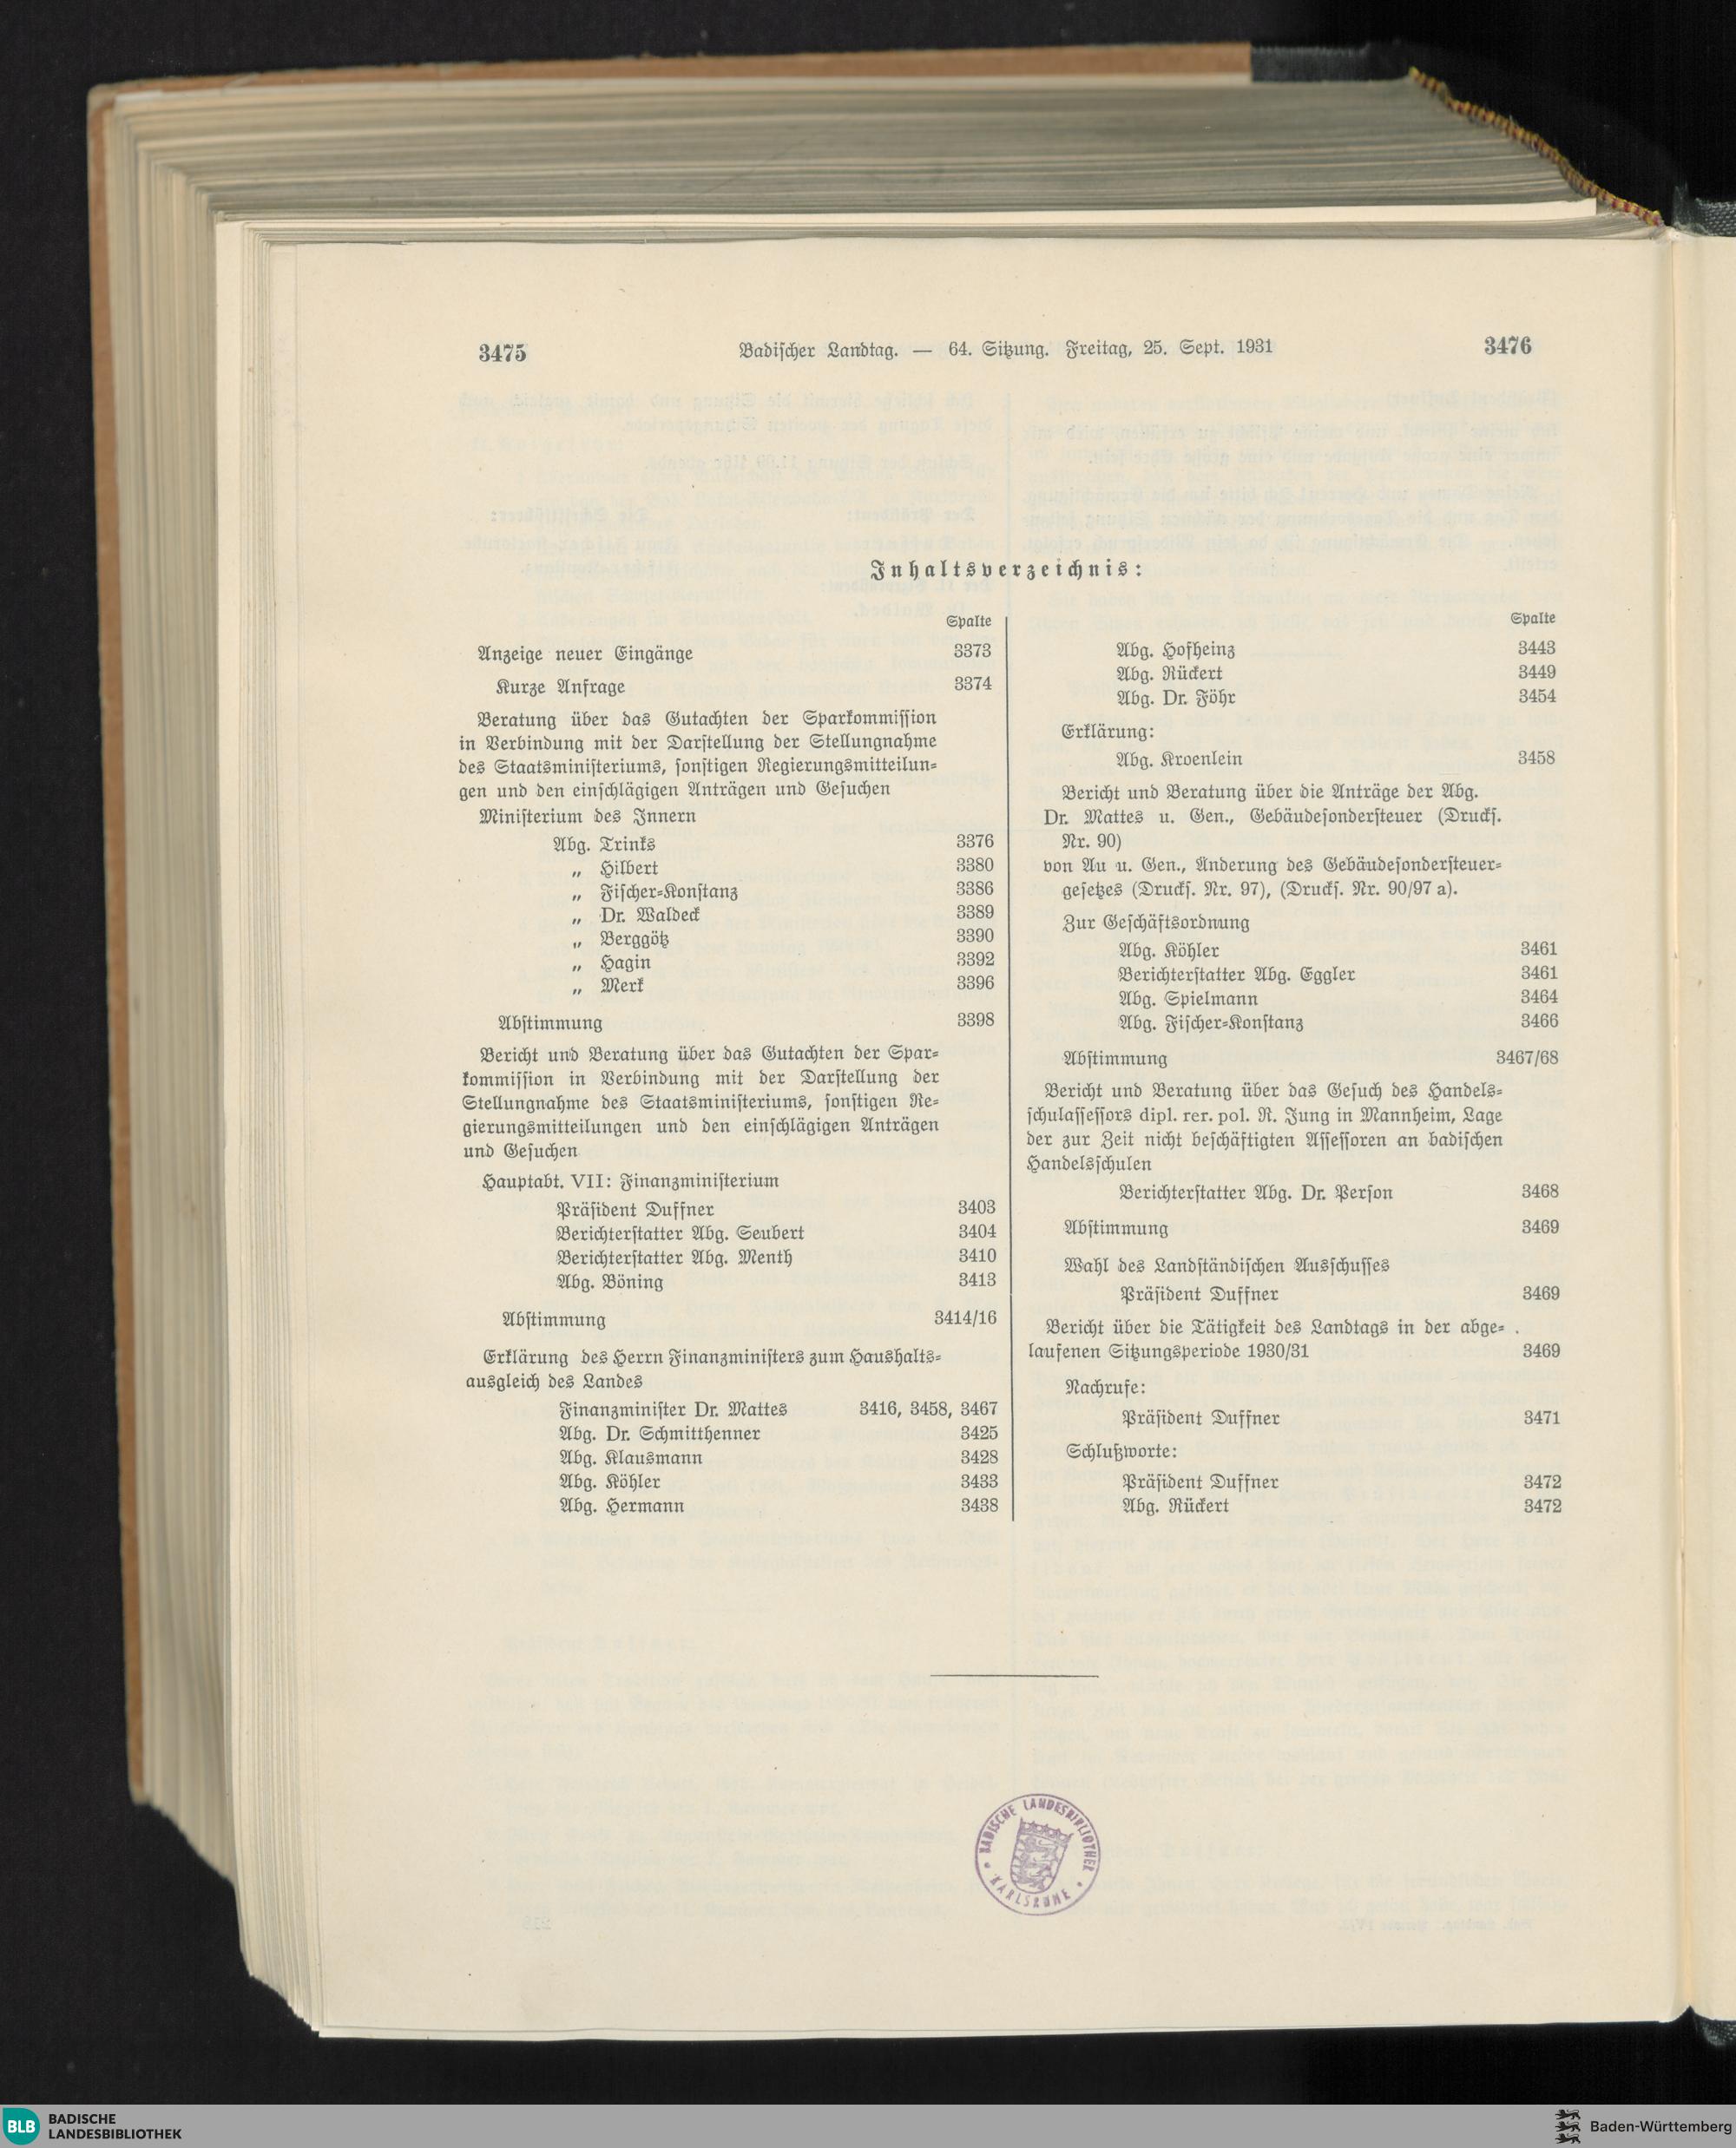 3475
Badischer Landtag. — 64. Sitzung. Freitag, 25. Sept. 1931
3476
Inhaltsverzeichnis:
Spalte
Anzeige neuer Eingänge 3373
Kurze Anfrage 3374
Beratung über das Gutachten der Sparkommission
in Verbindung mit der Darstellung der Stellungnahme
des Staatsministeriums, sonstigen Regierungsmitteilun-
gen und den einschlägigen Anträgen und Gesuchen
Ministerium des Innern
Abg. Trinks 3376
„ Hilbert 3380
„ Fischer-Konstanz 3386
„ Dr. Waldeck 3389
„ Berggötz 3390
„ Hagin 3392
„ Merk 3396
Abstimmung 3398
Bericht und Beratung über das Gutachten der Spar-
kommission in Verbindung mit der Darstellung der
Stellungnahme des Staatsministeriums, sonstigen Re-
gierungsmitteilungen und den einschlägigen Anträgen
und Gesuchen
Hauptabt. VII: Finanzministerium
Präsident Duffner 3403
Berichterstatter Abg. Seubert 3404
Berichterstatter Abg. Menth 3410
Abg. Böning 3413
Abstimmung 3414/16
Erklärung des Herrn Finanzministers zum Haushalts-
ausgleich des Landes
Finanzminister Dr. Mattes 3416, 3458, 3467
Abg. Dr. Schmitthenner 3425
Abg. Klausmann 3428
Abg. Köhler 3433
Abg. Hermann 3438
Spalte
Abg. Hofheinz 3443
Abg. Rückert 3449
Abg. Dr. Föhr 3454
Erklärung:
Abg. Kroenlein 3458
Bericht und Beratung über die Anträge der Abg.
Dr. Mattes u. Gen., Gebäudesondersteuer (Drucks.
Nr. 90)
von Au u. Gen., Änderung des Gebäudesondersteuer-
gesetzes (Drucks. Nr. 97), (Drucks. Nr. 90/97 a).
Zur Geschäftsordnung
Abg. Köhler 3461
Berichterstatter Abg. Eggler 3461
Abg. Spielmann 3464
Abg. Fischer-Konstanz 3466
Abstimmung 3467/68
Bericht und Beratung über das Gesuch des Handels-
schulassessors dipl. rer. pol. R. Jung in Mannheim, Lage
der zur Zeit nicht beschäftigten Assessoren an badischen
Handelsschulen
Berichterstatter Abg. Dr. Person 3468
Abstimmung 3469
Wahl des Landständischen Ausschusses
Präsident Duffner 3469
Bericht über die Tätigkeit des Landtags in der abge-
laufenen Sitzungsperiode 1930/31 3469
Nachrufe:
Präsident Duffner 3471
Schlußworte:
Präsident Duffner 3472
Abg. Rückert 3472
BADISCHE LANDESBIBLIOTHEK
KARLSRUHE
BLB
BADISCHE
LANDESBIBLIOTHEK
Baden-Württemberg